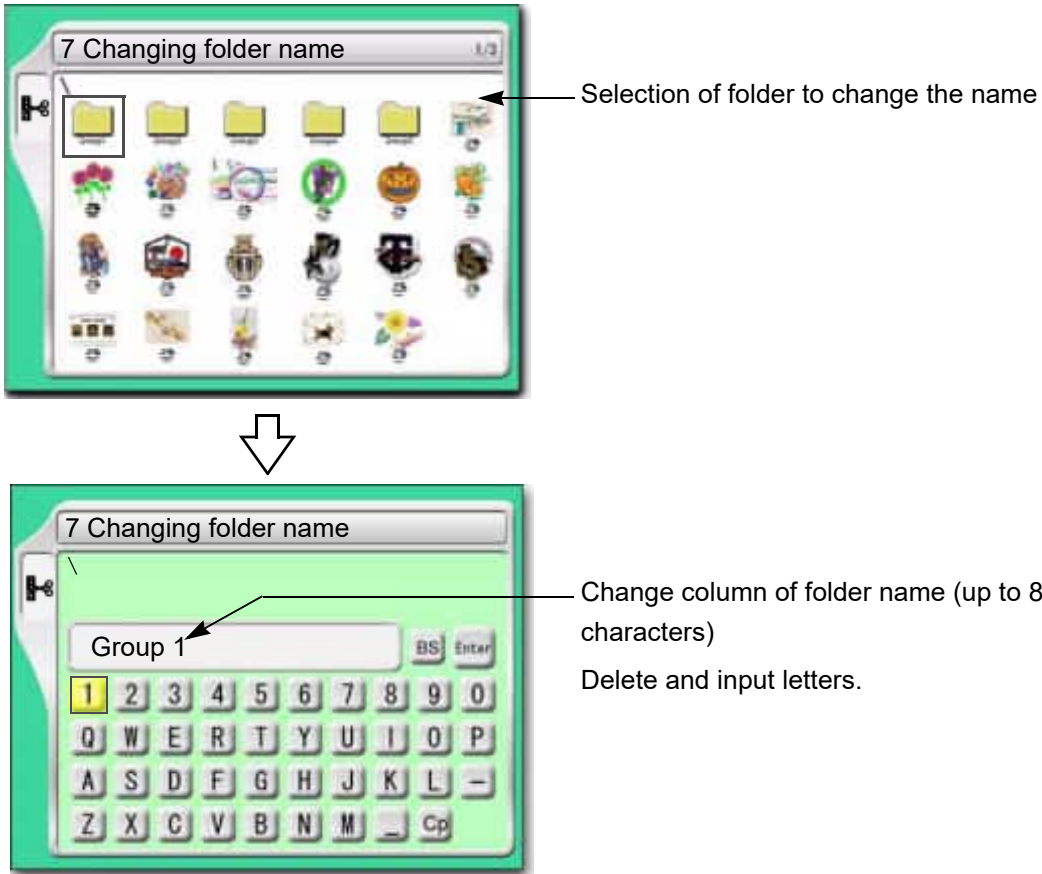 7 Changing folder name
1/3
\
Selection of folder to change the name
7 Changing folder name
\
Change column of folder name (up to 8
characters)
Delete and input letters.
Group 1
BS Enter
1 2 3 4 5 6 7 8 9 0
Q W E R T Y U I O P
A S D F G H J K L —
Z X C V B N M _ Cp